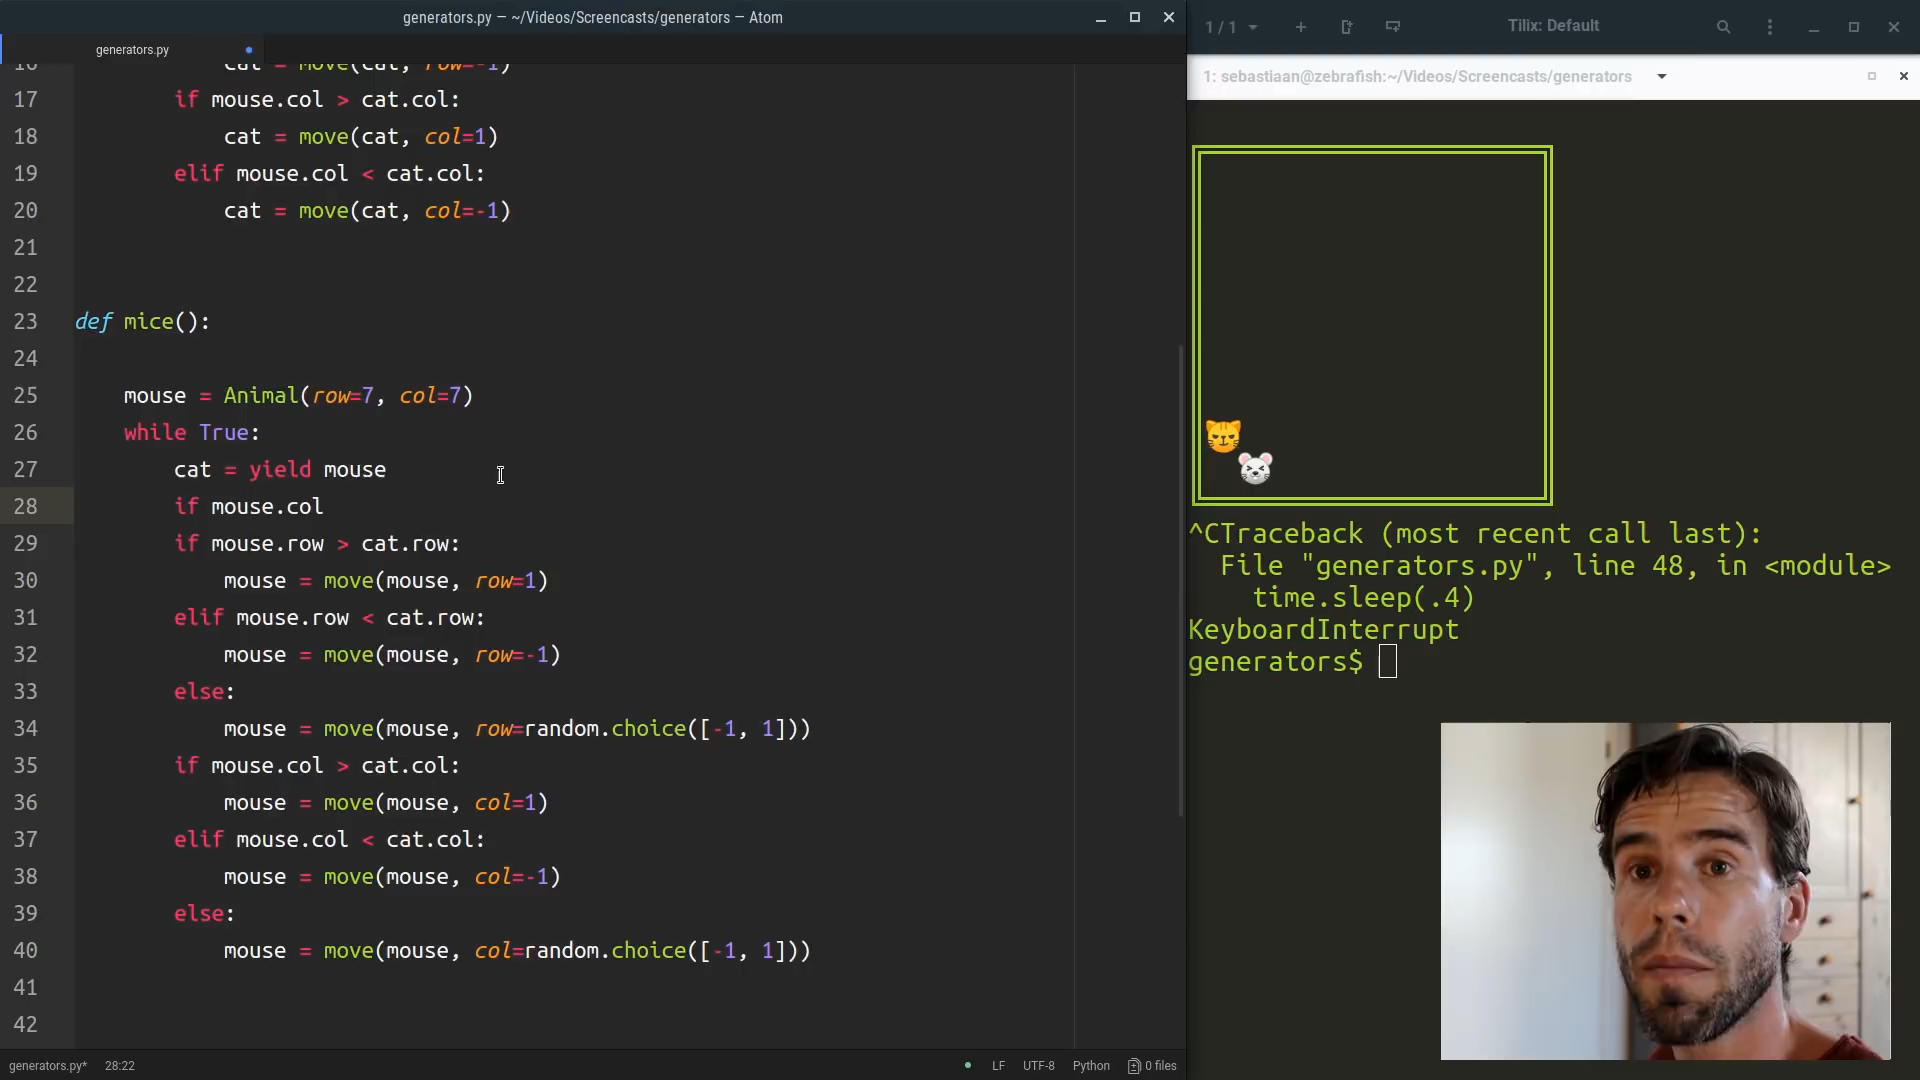 generators.py — ~/Videos/Screencasts/generators — Atom
generators.py
16 cat = move(cat, row=-1)
17 if mouse.col > cat.col:
18 cat = move(cat, col=1)
19 elif mouse.col < cat.col:
20 cat = move(cat, col=-1)
21
22
23 def mice():
24
25 mouse = Animal(row=7, col=7)
26 while True:
27 cat = yield mouse
28 if mouse.col
29 if mouse.row > cat.row:
30 mouse = move(mouse, row=1)
31 elif mouse.row < cat.row:
32 mouse = move(mouse, row=-1)
33 else:
34 mouse = move(mouse, row=random.choice([-1, 1]))
35 if mouse.col > cat.col:
36 mouse = move(mouse, col=1)
37 elif mouse.col < cat.col:
38 mouse = move(mouse, col=-1)
39 else:
40 mouse = move(mouse, col=random.choice([-1, 1]))
41
42
generators.py* 28:22 LF UTF-8 Python 0 files
1 / 1 Tilix: Default
1: sebastiaan@zebrafish:~/Videos/Screencasts/generators
^CTraceback (most recent call last):
File "generators.py", line 48, in <module>
time.sleep(.4)
KeyboardInterrupt
generators$